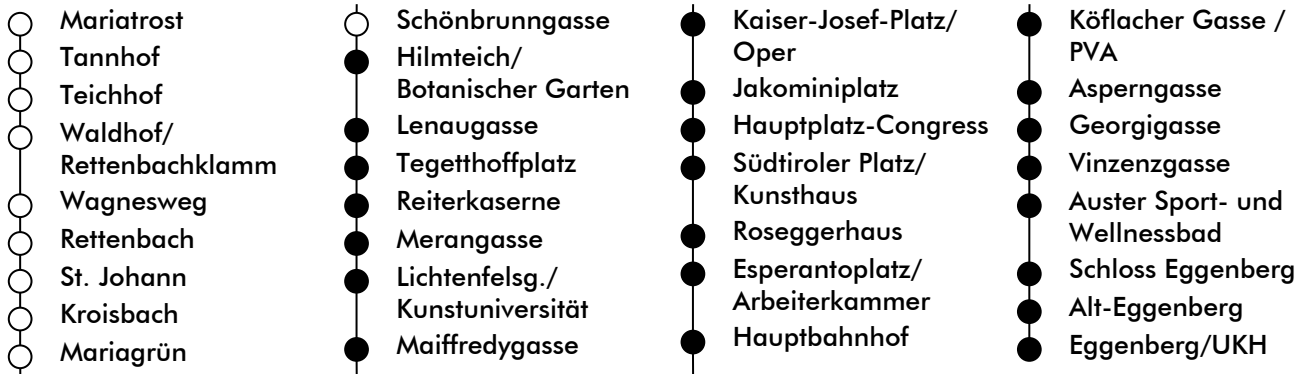 Mariatrost
Tannhof
Teichhof
Waldhof/
Rettenbachklamm
Wagnesweg
Rettenbach
St. Johann
Kroisbach
Mariagrün
Schönbrunngasse
Hilmteich/
Botanischer Garten
Lenaugasse
Tegetthoffplatz
Reiterkaserne
Merangasse
Lichtenfelsg./
Kunstuniversität
Maiffredygasse
Kaiser-Josef-Platz/
Oper
Jakominiplatz
Hauptplatz-Congress
Südtiroler Platz/
Kunsthaus
Roseggerhaus
Esperantoplatz/
Arbeiterkammer
Hauptbahnhof
Köflacher Gasse /
PVA
Asperngasse
Georgigasse
Vinzenzgasse
Auster Sport- und
Wellnessbad
Schloss Eggenberg
Alt-Eggenberg
Eggenberg/UKH